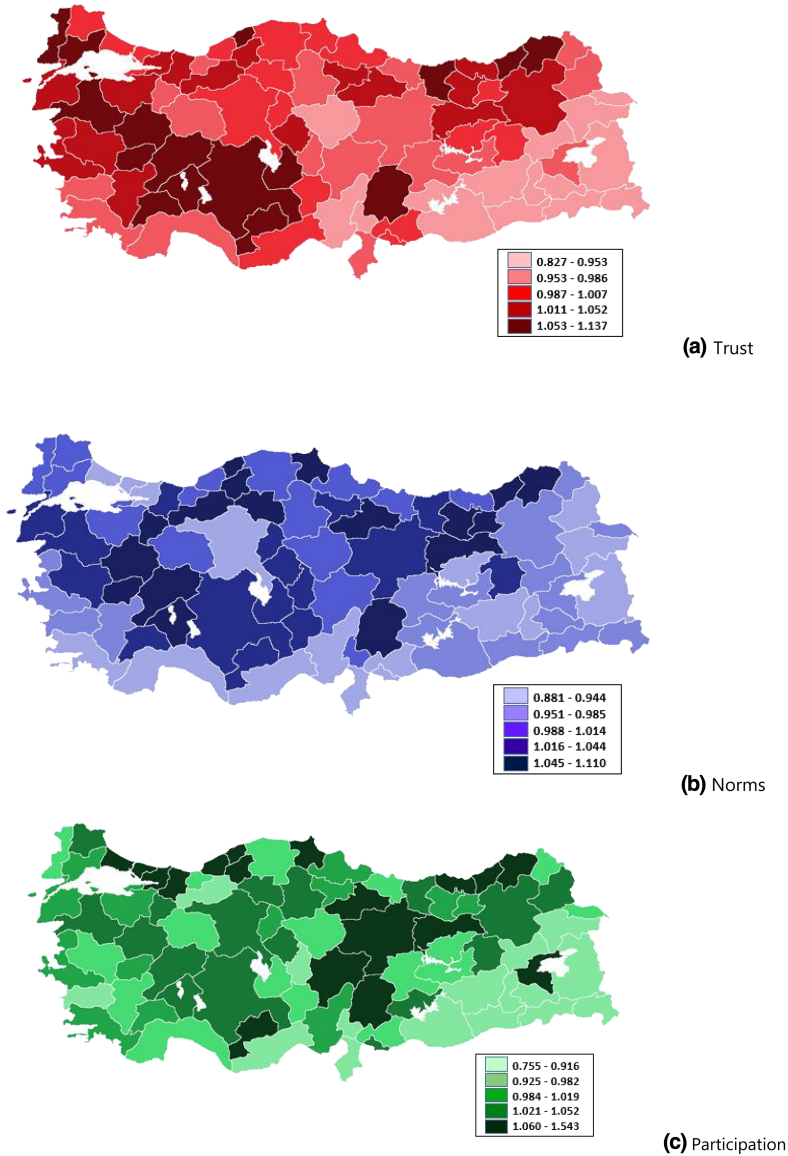 0.827 - 0.953
0.953 - 0.986
0.987 - 1.007
1.011 - 1.052
1.053 - 1.137
(a) Trust
0.881 - 0.944
0.951 - 0.985
0.988 - 1.014
1.016 - 1.044
1.045 - 1.110
(b) Norms
0.755 - 0.916
0.925 - 0.982
0.984 - 1.019
1.021 - 1.052
1.060 - 1.543
(c) Participation